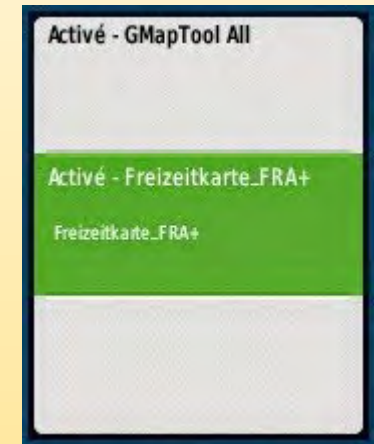 Activé - GMapTool All
Activé - Freizeitkarte_FRA+
Freizeitkarte_FRA+